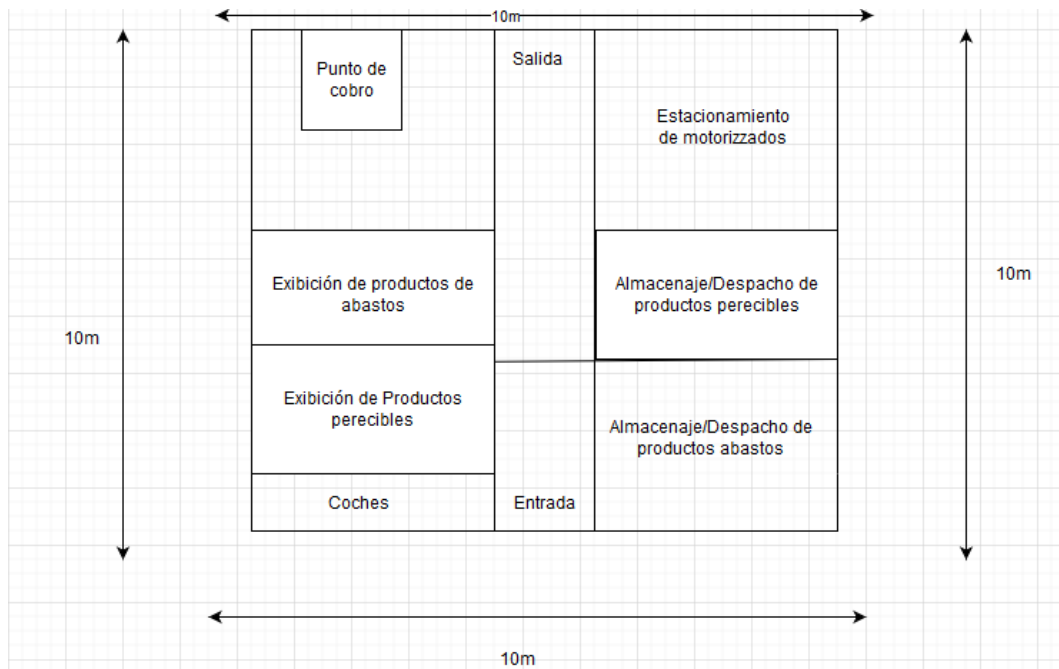 10m
Punto de
cobro
Salida
Estacionamiento
de motorizzados
Exibición de productos de
abastos
Almacenaje/Despacho de
productos perecibles
10m
10m
Exibición de Productos
perecibles
Almacenaje/Despacho de
productos abastos
Coches
Entrada
10m